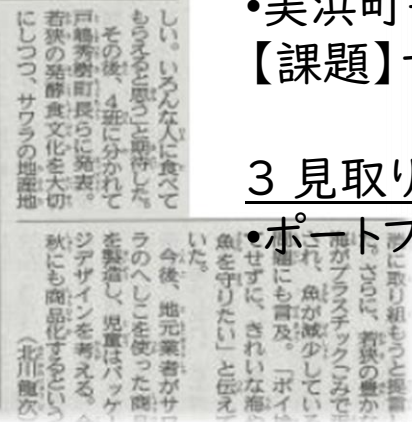 •美浜町
【課題】
3 見取り
•ポートフ
しい。いろんな人に食べて
もらえると思う」と期待した。
その後、4班に分かれて
戸嶋秀樹町長らに発表。
若狭の発酵食文化を大切
にしつつ、サワラの地産地
に取り組もうと提言
た。さらに、若狭の豊かな
海がプラスチックごみで
され、魚が減少してい
にも言及。「ポイ
てせずに、きれいな海や
魚を守りたい」と伝えて
いた。
今後、地元業者がサワ
ラのへしこを使った商
を製造し、児童はパッケ
ジデザインを考える。
秋にも商品化するという
(北川龍次)